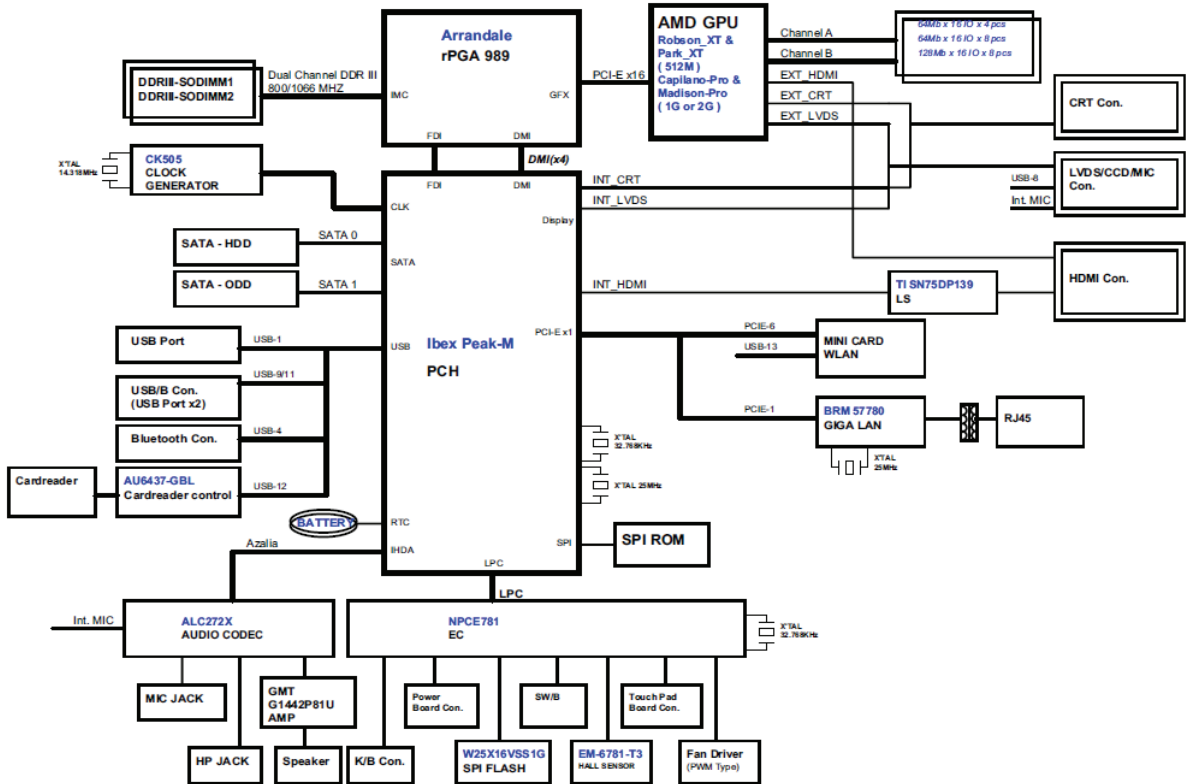 Arrandale
rPGA 989
IMC
GFX
FDI
DMI
AMD GPU
Robson_XT &
Park_XT
( 512M )
Capilano-Pro &
Madison-Pro
( 1G or 2G )
PCI-E x16
Channel A
Channel B
EXT_HDMI
EXT_CRT
EXT_LVDS
64Mb x 16 IO x 4 pcs
64Mb x 16 IO x 8 pcs
128Mb x 16 IO x 8 pcs
DDRIII-SODIMM1
DDRIII-SODIMM2
Dual Channel DDR III
800/1066 MHZ
CRT Con.
X'TAL
14.318MHz
CK505
CLOCK
GENERATOR
DMI(x4)
FDI
DMI
CLK
INT_CRT
INT_LVDS
Display
USB-8
Int. MIC
LVDS/CCD/MIC
Con.
SATA - HDD
SATA 0
SATA
SATA - ODD
SATA 1
INT_HDMI
TI SN75DP139
LS
HDMI Con.
USB Port
USB-1
USB
Ibex Peak-M
PCH
PCI-E x1
PCIE-6
USB-13
MINI CARD
WLAN
USB/B Con.
(USB Port x2)
USB-9/11
Bluetooth Con.
USB-4
PCIE-1
BRM 57780
GIGA LAN
RJ45
X'TAL
25MHz
X'TAL
32.768KHz
X'TAL 25MHz
Cardreader
AU6437-GBL
Cardreader control
USB-12
BATTERY
RTC
Azalia
IHDA
LPC
SPI
SPI ROM
LPC
Int. MIC
ALC272X
AUDIO CODEC
NPCE781
EC
X'TAL
32.768KHz
MIC JACK
GMT
G1442P81U
AMP
Power
Board Con.
SW/B
Touch Pad
Board Con.
HP JACK
Speaker
K/B Con.
W25X16VSS1G
SPI FLASH
EM-6781-T3
HALL SENSOR
Fan Driver
(PWM Type)